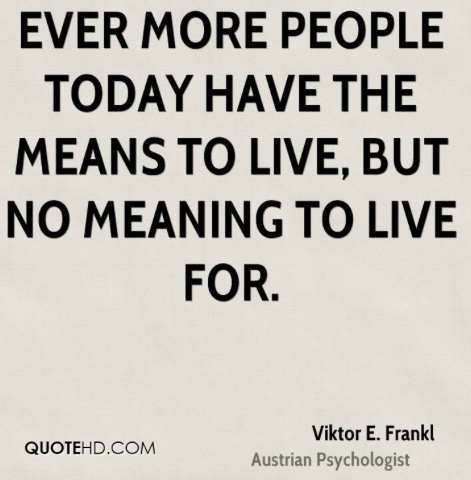 EVER MORE PEOPLE
TODAY HAVE THE
MEANS TO LIVE, BUT
NO MEANING TO LIVE
FOR.
Viktor E. Frankl
QUOTEHD.COM
Austrian Psychologist